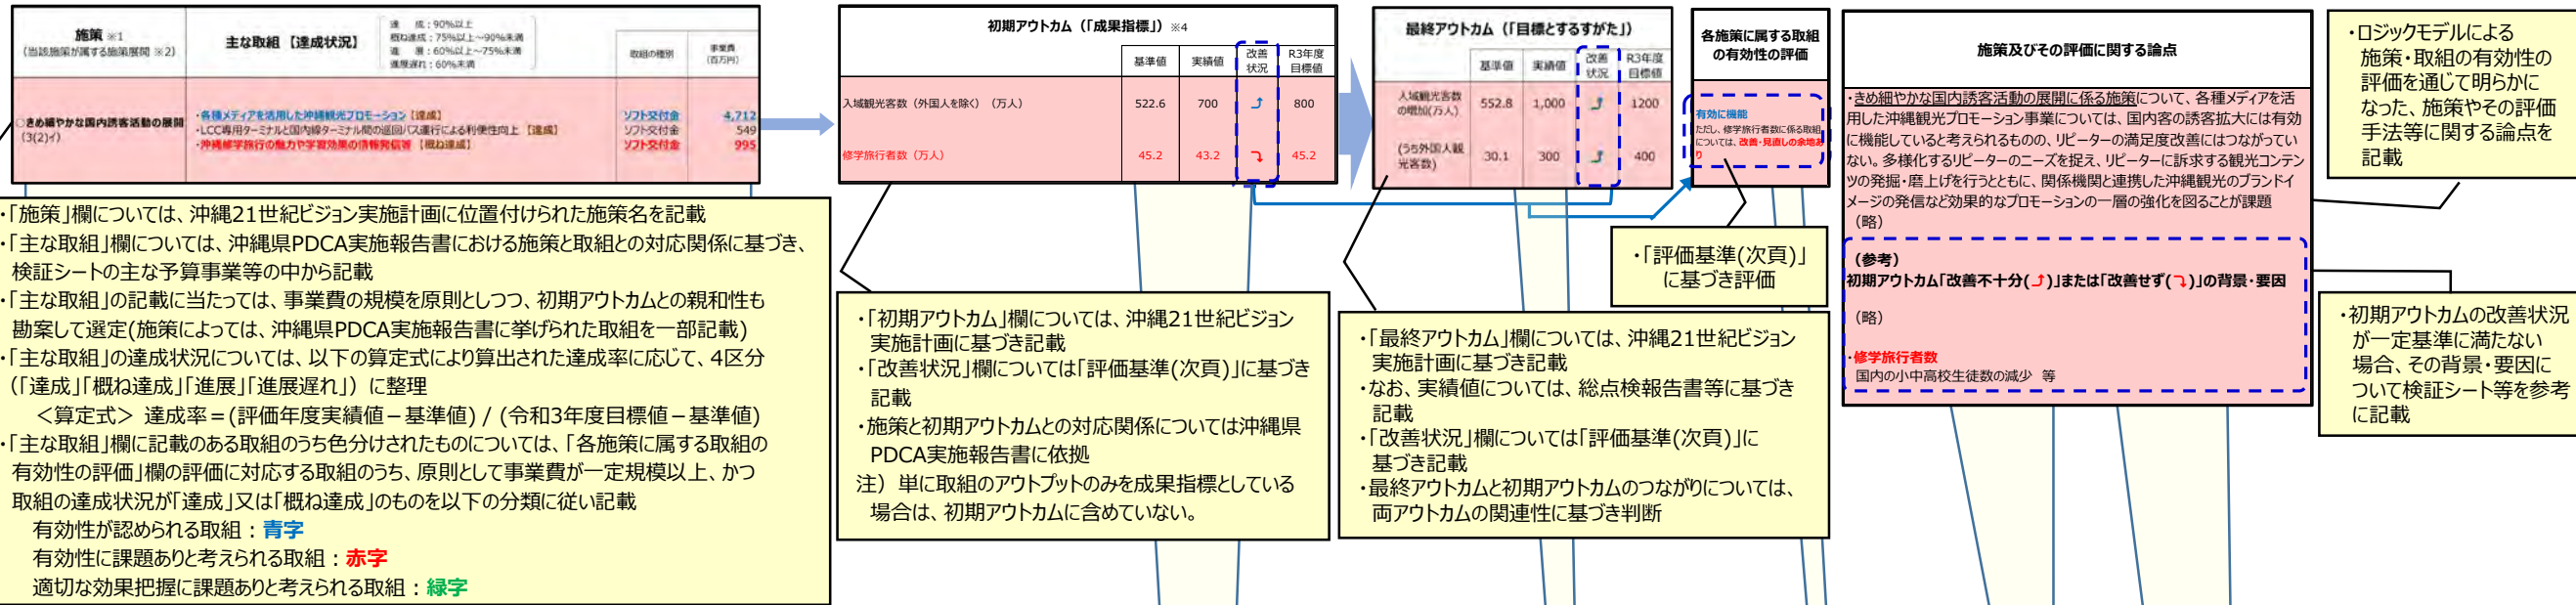 施策 ※1
(当該施策が属する施策展開 ※2)
主な取組 【達成状況】
達　成：90%以上
概ね達成：75%以上～90%未満
進　展：60%以上～75%未満
進展遅れ：60%未満
取組の種別
事業費
(百万円)
○きめ細やかな国内誘客活動の展開
(3(2)イ)
・各種メディアを活用した沖縄観光プロモーション【達成】
ソフト交付金
4,712
・LCC専用ターミナルと国内線ターミナル間の巡回バス運行による利便性向上 【達成】
ソフト交付金
549
・沖縄修学旅行の魅力や学習効果の情報発信等 【概ね達成】
ソフト交付金
995
・「施策」欄については、沖縄21世紀ビジョン実施計画に位置付けられた施策名を記載
・「主な取組」欄については、沖縄県PDCA実施報告書における施策と取組との対応関係に基づき、
検証シートの主な予算事業等の中から記載
・「主な取組」の記載に当たっては、事業費の規模を原則としつつ、初期アウトカムとの親和性も
勘案して選定(施策によっては、沖縄県PDCA実施報告書に挙げられた取組を一部記載)
・「主な取組」の達成状況については、以下の算定式により算出された達成率に応じて、4区分
（「達成」「概ね達成」「進展」「進展遅れ」）に整理
＜算定式＞ 達成率＝(評価年度実績値－基準値) / (令和3年度目標値－基準値)
・「主な取組」欄に記載のある取組のうち色分けされたものについては、「各施策に属する取組の
有効性の評価」欄の評価に対応する取組のうち、原則として事業費が一定規模以上、かつ
取組の達成状況が「達成」又は「概ね達成」のものを以下の分類に従い記載
有効性が認められる取組：青字
有効性に課題ありと考えられる取組：赤字
適切な効果把握に課題ありと考えられる取組：緑字
初期アウトカム（「成果指標」）※4
基準値
実績値
改善
状況
R3年度
目標値
入域観光客数（外国人を除く）（万人）
522.6
700
800
修学旅行者数（万人）
45.2
43.2
45.2
・「初期アウトカム」欄については、沖縄21世紀ビジョン
実施計画に基づき記載
・「改善状況」欄については「評価基準(次頁)」に基づき
記載
・施策と初期アウトカムとの対応関係については沖縄県
PDCA実施報告書に依拠
注）単に取組のアウトプットのみを成果指標としている
場合は、初期アウトカムに含めていない。
最終アウトカム（「目標とするすがた」）
基準値
実績値
改善
状況
R3年度
目標値
入域観光客数
の増加(万人)
552.8
1,000
1200
(うち外国人観
光客数)
30.1
300
400
・「最終アウトカム」欄については、沖縄21世紀ビジョン
実施計画に基づき記載
・なお、実績値については、総点検報告書等に基づき
記載
・「改善状況」欄については「評価基準(次頁)」に
基づき記載
・最終アウトカムと初期アウトカムのつながりについては、
両アウトカムの関連性に基づき判断
各施策に属する取組
の有効性の評価
有効に機能
ただし、修学旅行者数に係る取組
については、改善・見直しの余地あ
り
・「評価基準(次頁)」
に基づき評価
施策及びその評価に関する論点
・きめ細やかな国内誘客活動の展開に係る施策について、各種メディアを活
用した沖縄観光プロモーション事業については、国内客の誘客拡大には有効
に機能していると考えられるものの、リピーターの満足度改善にはつながってい
ない。多様化するリピーターのニーズを捉え、リピーターに訴求する観光コンテン
ツの発掘・磨上げを行うとともに、関係機関と連携した沖縄観光のブランドイ
メージの発信など効果的なプロモーションの一層の強化を図ることが課題
（略）
（参考）
初期アウトカム「改善不十分(⤴)」または「改善せず(⤵)」の背景・要因
（略）
・修学旅行者数
国内の小中高校生徒数の減少 等
・ロジックモデルによる
施策・取組の有効性の
評価を通じて明らかに
なった、施策やその評価
手法等に関する論点を
記載
・初期アウトカムの改善状況
が一定基準に満たない
場合、その背景・要因に
ついて検証シート等を参考
に記載